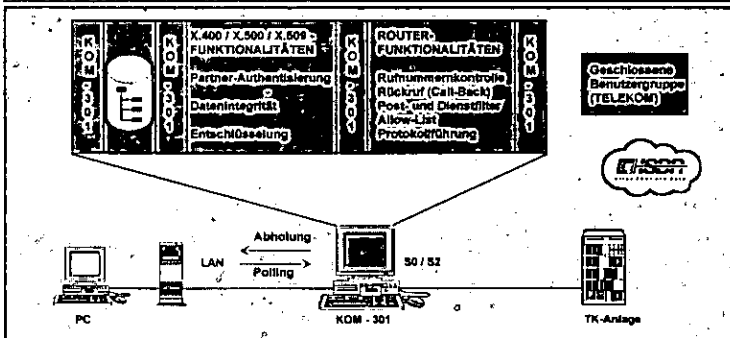 KOM-301
KOM-301
X.400 / X.500 / X.509 -
FUNKTIONALITÄTEN
Partner-Authentisierung
Datenintegrität
Entschlüsselung
KOM-301
ROUTER-
FUNKTIONALITÄTEN
Rufnummernkontrolle
Rückruf (Call-Back)
Post- und Dienstfilter
Allow-List
Protokollführung
KOM-301
Geschlossene
Benutzergruppe
(TELEKOM)
ISDN
Abholung
LAN
Polling
S0 / S2
PC
KOM - 301
TK-Anlage